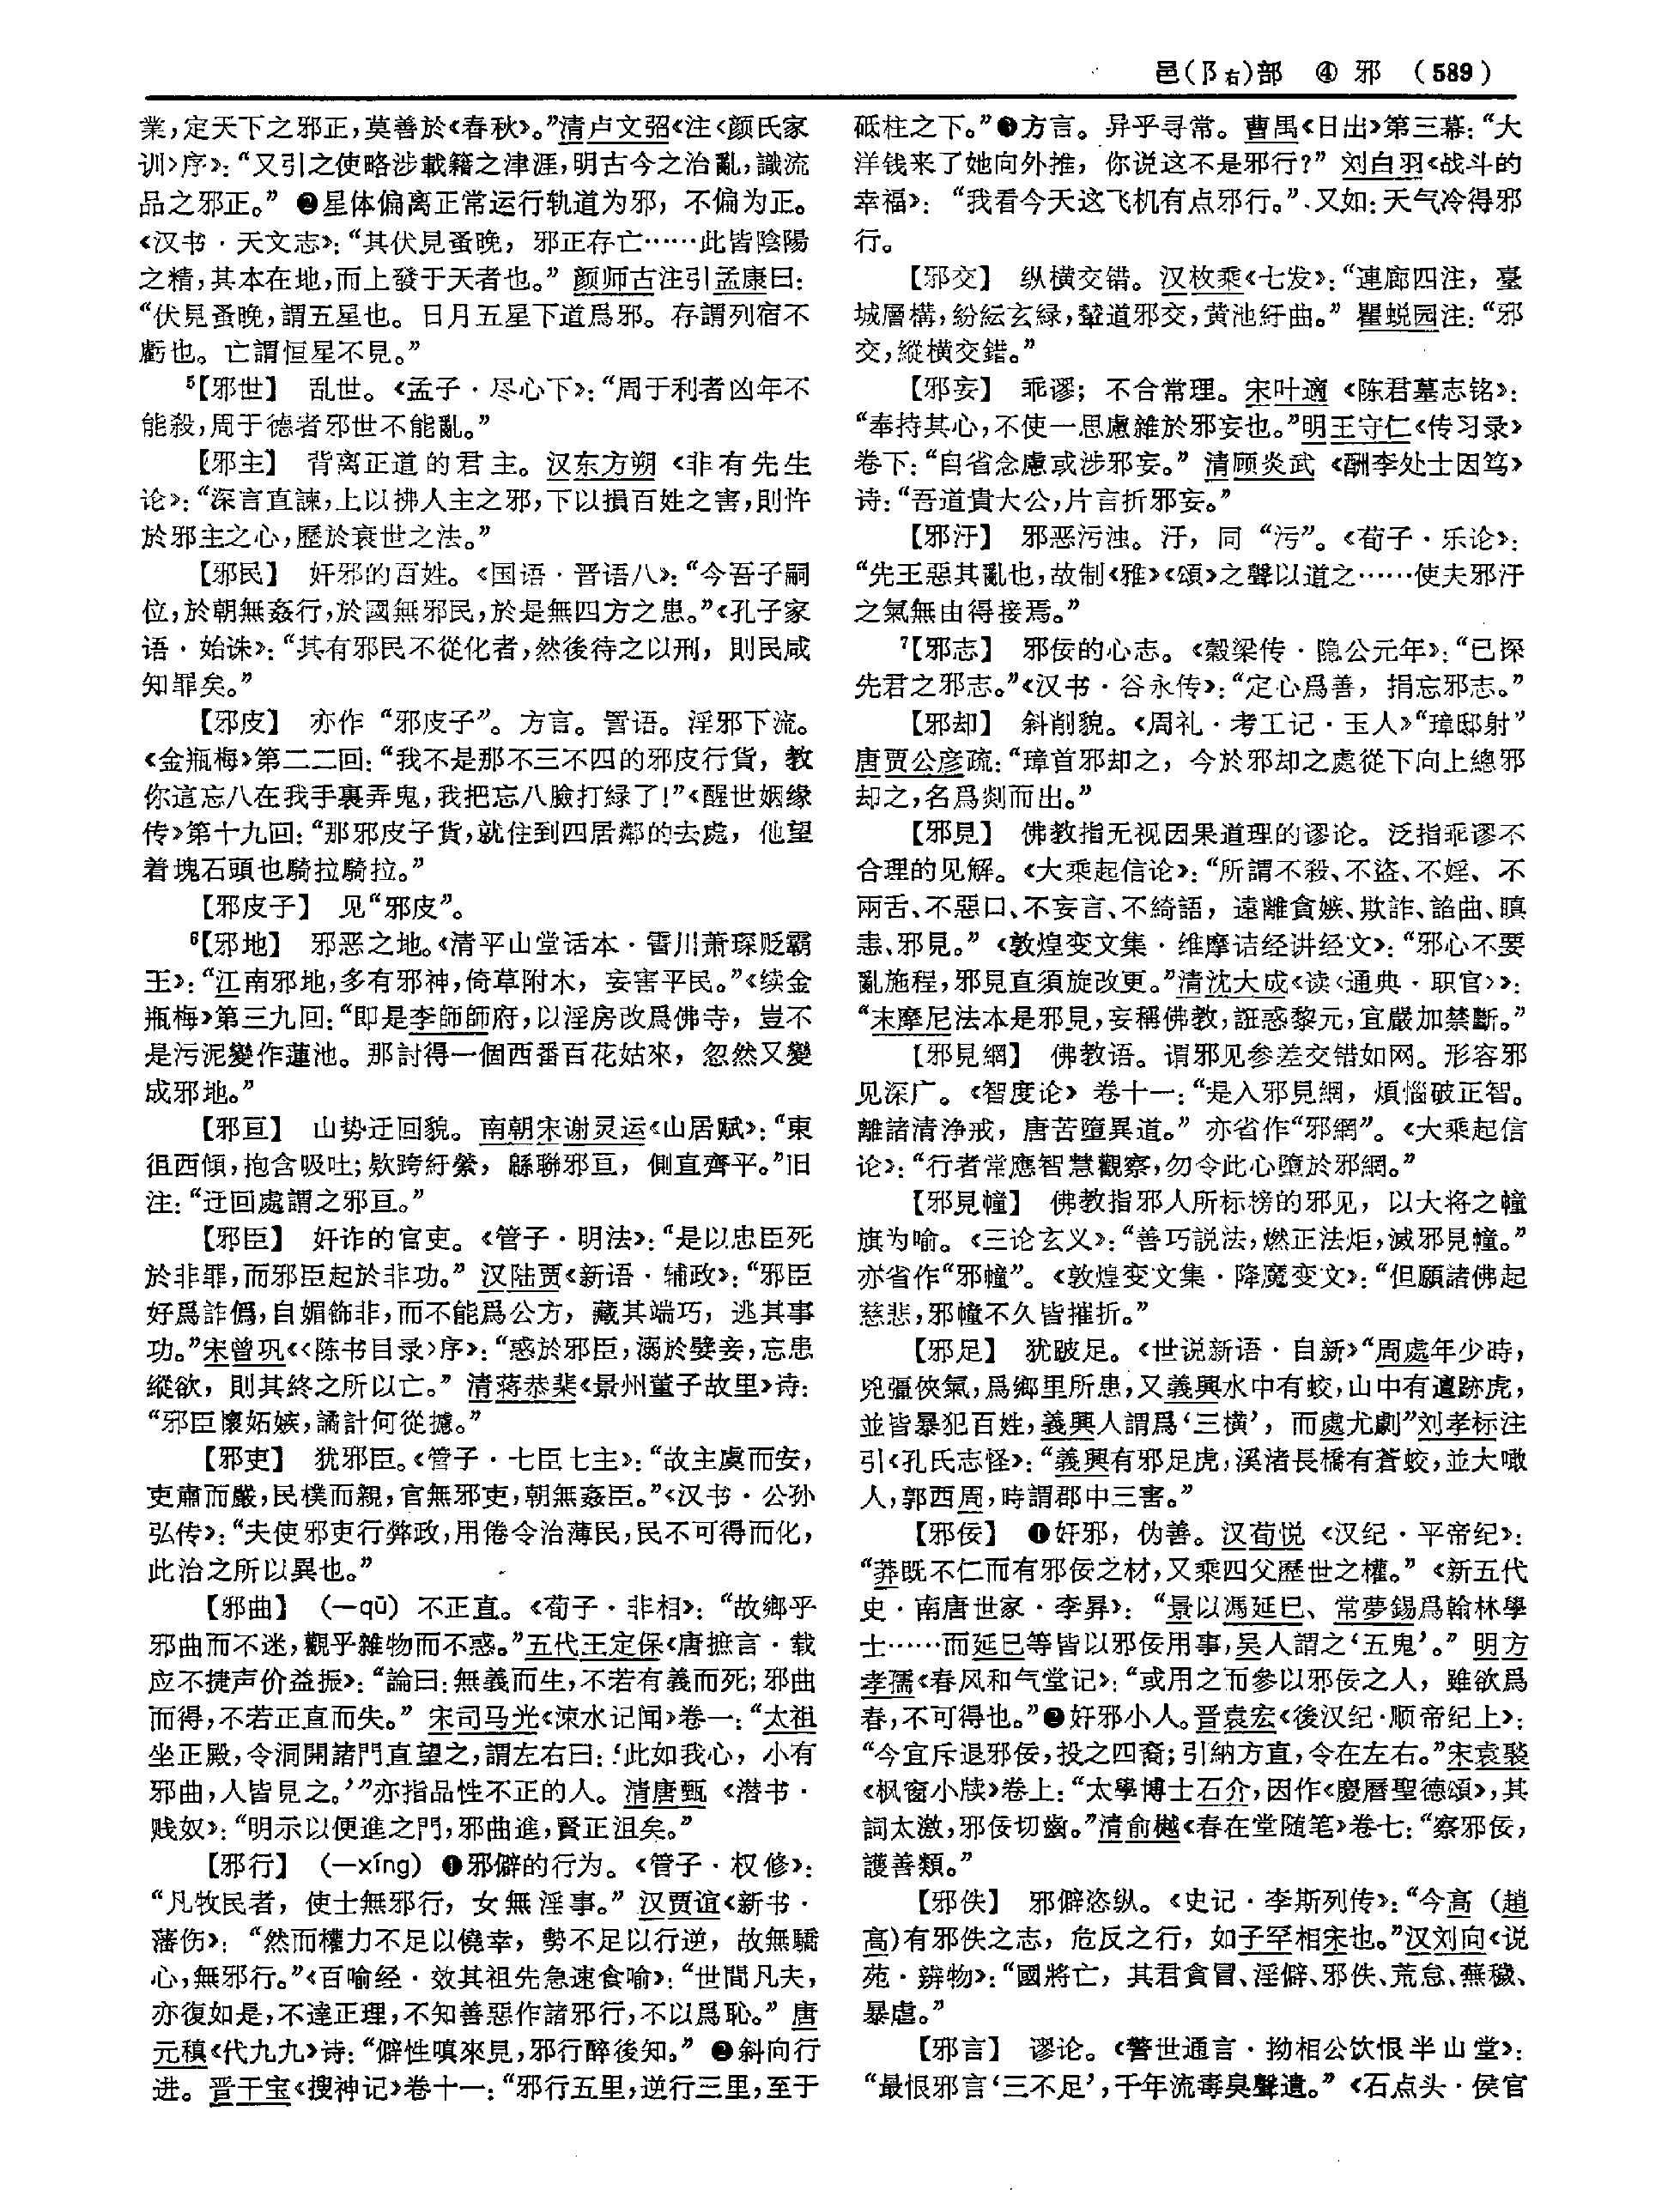 邑(阝右)部　④　邪　(589)
業,定天下之邪正,莫善於《春秋》。”清卢文弨《注〈颜氏家
训〉序》:“又引之使略涉載籍之津涯,明古今之治亂,識流
品之邪正。” ❷星体偏离正常运行轨道为邪，不偏为正。
《汉书·天文志》:“其伏見蚤晚，邪正存亡……此皆陰陽
之精,其本在地,而上發于天者也。” 颜师古注引孟康曰:
“伏見蚤晚,謂五星也。日月五星下道爲邪。存謂列宿不
虧也。亡謂恒星不見。”
⁵【邪世】 乱世。《孟子·尽心下》:“周于利者凶年不
能殺,周于德者邪世不能亂。”
【邪主】 背离正道的君主。汉东方朔《非有先生
论》:“深言直諫,上以拂人主之邪,下以損百姓之害,則忤
於邪主之心,歷於衰世之法。”
【邪民】 奸邪的百姓。《国语·晋语八》:“今吾子嗣
位,於朝無姦行,於國無邪民,於是無四方之患。”《孔子家
语·始诛》:“其有邪民不從化者,然後待之以刑，則民咸
知罪矣。”
【邪皮】 亦作“邪皮子”。方言。詈语。淫邪下流。
《金瓶梅》第二二回:“我不是那不三不四的邪皮行貨，教
你這忘八在我手裏弄鬼,我把忘八臉打緑了!”《醒世姻缘
传》第十九回:“那邪皮子貨,就住到四居鄰的去處，他望
着塊石頭也騎拉騎拉。”
【邪皮子】 见“邪皮”。
⁶【邪地】 邪恶之地。《清平山堂话本·霅川萧琛贬霸
王》:“江南邪地,多有邪神,倚草附木，妄害平民。”《续金
瓶梅》第三九回:“即是李師師府,以淫房改爲佛寺，豈不
是污泥變作蓮池。那討得一個西番百花姑來，忽然又變
成邪地。”
【邪亘】 山势迂回貌。南朝宋谢灵运《山居赋》:“東
徂西傾,抱含吸吐;欵跨紆縈，緜聯邪亘，側直齊平。”旧
注:“迂回處謂之邪亘。”
【邪臣】 奸诈的官吏。《管子·明法》:“是以忠臣死
於非罪,而邪臣起於非功。” 汉陆贾《新语·辅政》:“邪臣
好爲詐僞,自媚飾非,而不能爲公方，藏其端巧，逃其事
功。”宋曾巩《〈陈书目录〉序》:“惑於邪臣,溺於嬖妾,忘患
縱欲，則其終之所以亡。” 清蒋恭棐《景州董子故里》诗:
“邪臣懷妬嫉,譎計何從攄。”
【邪吏】 犹邪臣。《管子·七臣七主》:“故主虞而安,
吏肅而嚴,民樸而親,官無邪吏,朝無姦臣。”《汉书·公孙
弘传》:“夫使邪吏行弊政,用倦令治薄民,民不可得而化,
此治之所以異也。”
【邪曲】 (—qū) 不正直。《荀子·非相》:“故鄉乎
邪曲而不迷,觀乎雜物而不惑。”五代王定保《唐摭言·载
应不捷声价益振》:“論曰:無義而生,不若有義而死;邪曲
而得,不若正直而失。” 宋司马光《涑水记闻》卷一:“太祖
坐正殿,令洞開諸門直望之,謂左右曰:‘此如我心，小有
邪曲,人皆見之。’”亦指品性不正的人。清唐甄《潜书·
贱奴》:“明示以便進之門,邪曲進,賢正沮矣。”
【邪行】 (—xíng) ❶邪僻的行为。《管子·权修》:
“凡牧民者，使士無邪行，女無淫事。” 汉贾谊《新书·
藩伤》:“然而權力不足以僥幸，勢不足以行逆，故無驕
心,無邪行。”《百喻经·效其祖先急速食喻》:“世間凡夫,
亦復如是,不達正理,不知善惡作諸邪行,不以爲恥。” 唐
元稹《代九九》诗:“僻性嗔來見,邪行醉後知。” ❷斜向行
进。晋干宝《搜神记》卷十一:“邪行五里,逆行三里,至于
砥柱之下。”❸方言。异乎寻常。曹禺《日出》第三幕:“大
洋钱来了她向外推，你说这不是邪行?” 刘白羽《战斗的
幸福》:“我看今天这飞机有点邪行。”又如:天气冷得邪
行。
【邪交】 纵横交错。汉枚乘《七发》:“連廊四注，臺
城層構,紛紜玄緑,輦道邪交,黄池紆曲。” 瞿蜕园注:“邪
交,縱横交錯。”
【邪妄】 乖谬;不合常理。宋叶適《陈君墓志铭》:
“奉持其心,不使一思慮雜於邪妄也。”明王守仁《传习录》
卷下:“自省念慮或涉邪妄。” 清顾炎武《酬李处士因笃》
诗:“吾道貴大公,片言折邪妄。”
【邪汙】 邪恶污浊。汙，同“污”。《荀子·乐论》:
“先王惡其亂也,故制《雅》《頌》之聲以道之……使夫邪汙
之氣無由得接焉。”
⁷【邪志】 邪佞的心志。《穀梁传·隐公元年》:“已探
先君之邪志。”《汉书·谷永传》:“定心爲善，捐忘邪志。”
【邪却】 斜削貌。《周礼·考工记·玉人》“璋邸射”
唐贾公彦疏:“璋首邪却之，今於邪却之處從下向上總邪
却之,名爲剡而出。”
【邪見】 佛教指无视因果道理的谬论。泛指乖谬不
合理的见解。《大乘起信论》:“所謂不殺、不盜、不婬、不
兩舌、不惡口、不妄言、不綺語，遠離貪嫉、欺詐、諂曲、瞋
恚、邪見。”《敦煌变文集·维摩诘经讲经文》:“邪心不要
亂施程,邪見直須旋改更。”清沈大成《读〈通典·职官〉》:
“末摩尼法本是邪見,妄稱佛教,誑惑黎元,宜嚴加禁斷。”
【邪見網】 佛教语。谓邪见参差交错如网。形容邪
见深广。《智度论》卷十一:“是入邪見網，煩惱破正智。
離諸清浄戒，唐苦墮異道。” 亦省作“邪網”。《大乘起信
论》:“行者常應智慧觀察,勿令此心墮於邪網。”
【邪見幢】 佛教指邪人所标榜的邪见，以大将之幢
旗为喻。《三论玄义》:“善巧説法,燃正法炬,滅邪見幢。”
亦省作“邪幢”。《敦煌变文集·降魔变文》:“但願諸佛起
慈悲,邪幢不久皆摧折。”
【邪足】 犹跛足。《世说新语·自新》“周處年少時,
兇彊俠氣,爲鄉里所患,又義興水中有蛟,山中有邅跡虎,
並皆暴犯百姓,義興人謂爲‘三横’，而處尤劇”刘孝标注
引《孔氏志怪》:“義興有邪足虎,溪渚長橋有蒼蛟,並大噉
人,郭西周,時謂郡中三害。”
【邪佞】 ❶奸邪，伪善。汉荀悦《汉纪·平帝纪》:
“莽既不仁而有邪佞之材,又乘四父歷世之權。”《新五代
史·南唐世家·李昪》:“景以馮延巳、常夢錫爲翰林學
士……而延巳等皆以邪佞用事,吴人謂之‘五鬼’。” 明方
孝孺《春风和气堂记》:“或用之而參以邪佞之人，雖欲爲
春,不可得也。”❷奸邪小人。晋袁宏《後汉纪·顺帝纪上》:
“今宜斥退邪佞,投之四裔;引納方直,令在左右。”宋袁褧
《枫窗小牍》卷上:“太學博士石介,因作《慶曆聖德頌》,其
詞太激,邪佞切齒。”清俞樾《春在堂随笔》卷七:“察邪佞,
護善類。”
【邪佚】 邪僻恣纵。《史记·李斯列传》:“今高（趙
高)有邪佚之志，危反之行，如子罕相宋也。”汉刘向《说
苑·辨物》:“國將亡，其君貪冒、淫僻、邪佚、荒怠、蕪穢、
暴虐。”
【邪言】 谬论。《警世通言·拗相公饮恨半山堂》:
“最恨邪言‘三不足’,千年流毒臭聲遺。”《石点头·侯官